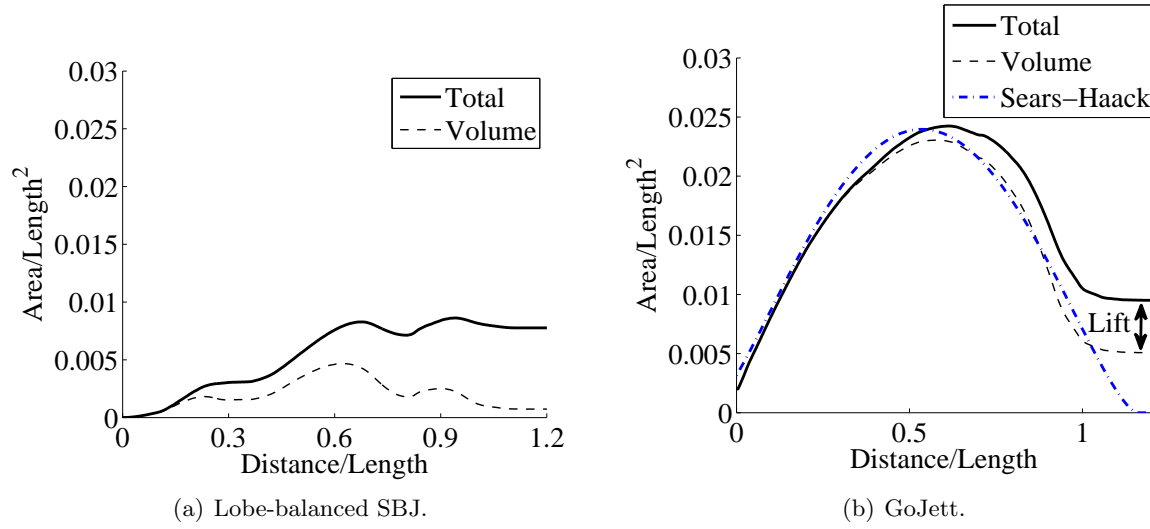 0.03
0.025
0.02
0.015
0.01
0.005
0
Area/Length²
Total
Volume
0
0.3
0.6
0.9
1.2
Distance/Length
(a) Lobe-balanced SBJ.
0.03
0.025
0.02
0.015
0.01
0.005
0
Area/Length²
Total
Volume
Sears−Haack
Lift
0
0.5
1
Distance/Length
(b) GoJett.